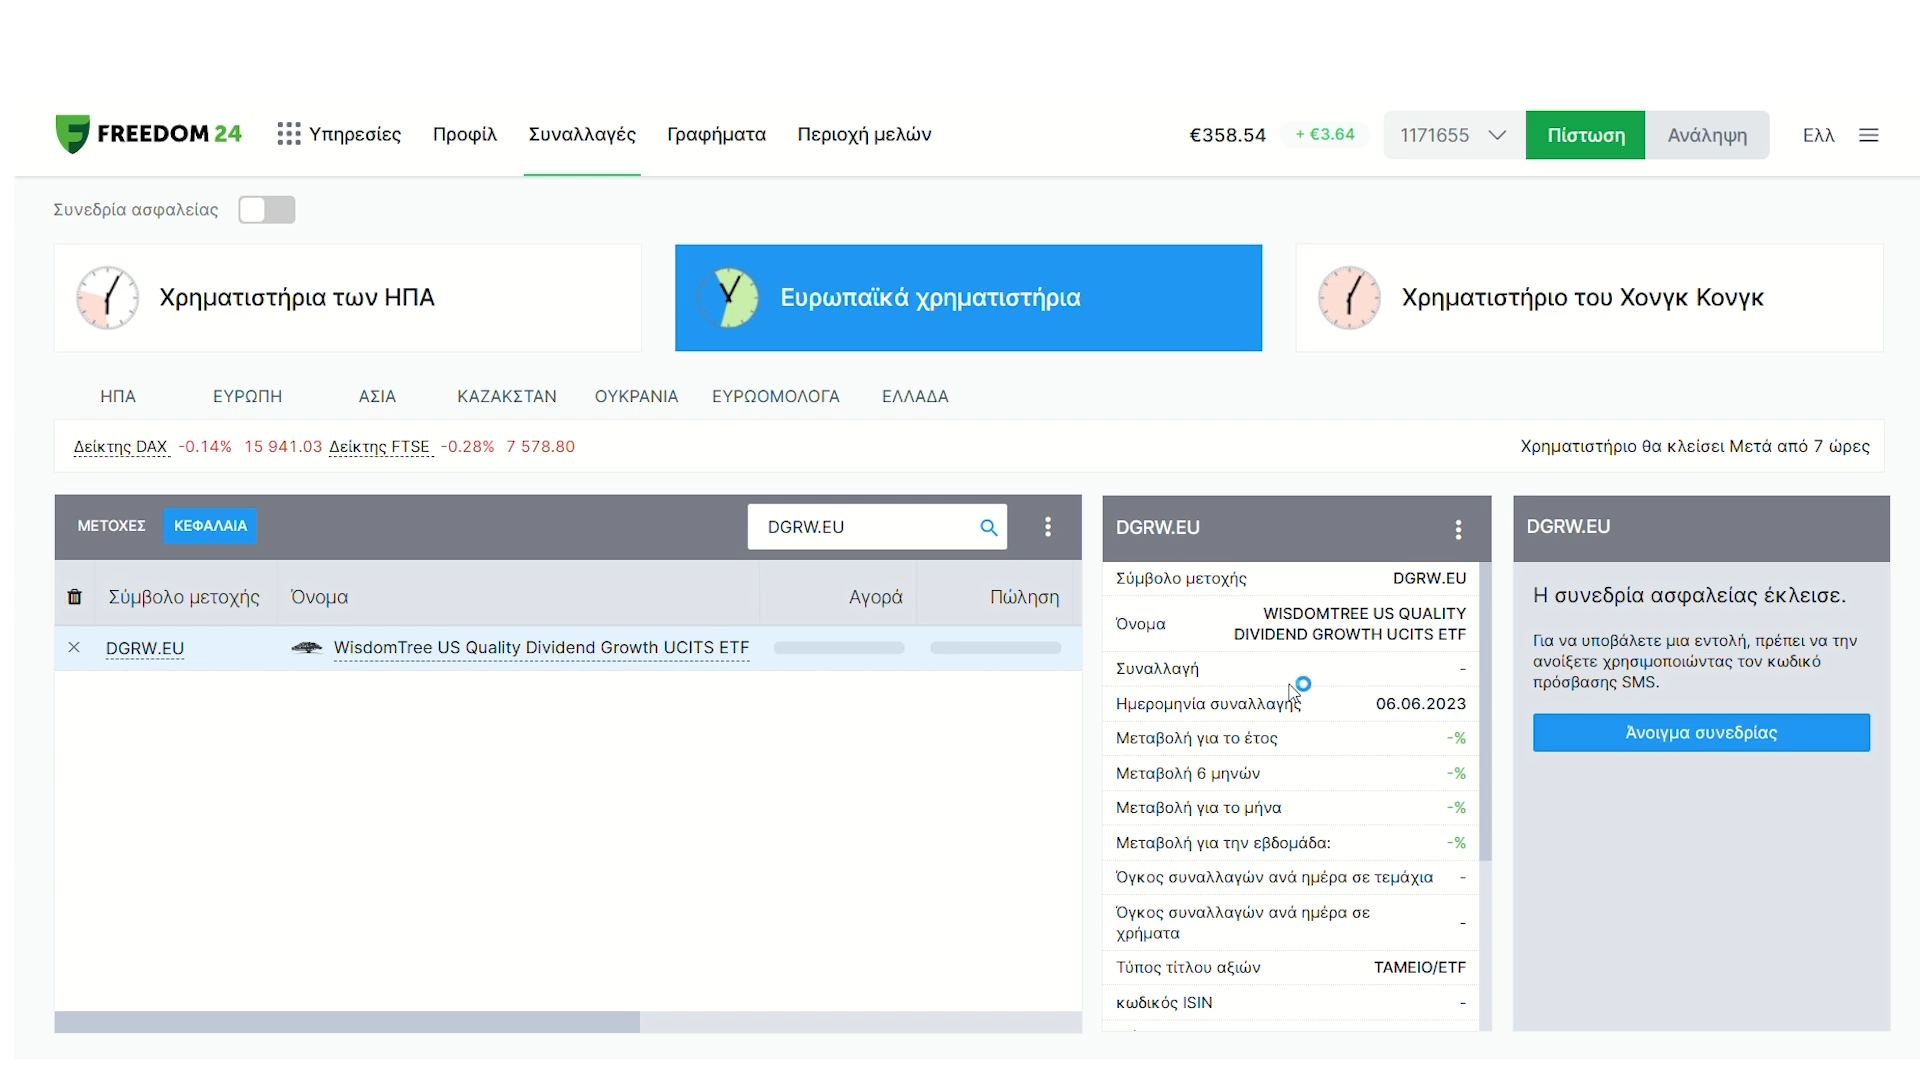 FREEDOM 24
Υπηρεσίες
Προφίλ
Συναλλαγές
Γραφήματα
Περιοχή μελών
€358.54
+ €3.64
1171655
Πίστωση
Ανάληψη
Ελλ
Συνεδρία ασφαλείας
Χρηματιστήρια των ΗΠΑ
Ευρωπαϊκά χρηματιστήρια
Χρηματιστήριο του Χονγκ Κονγκ
ΗΠΑ
ΕΥΡΩΠΗ
ΑΣΙΑ
ΚΑΖΑΚΣΤΑΝ
ΟΥΚΡΑΝΙΑ
ΕΥΡΩΟΜΟΛΟΓΑ
ΕΛΛΑΔΑ
Δείκτης DAX -0.14% 15 941.03 Δείκτης FTSE -0.28% 7 578.80
Χρηματιστήριο θα κλείσει Μετά από 7 ώρες
ΜΕΤΟΧΕΣ
ΚΕΦΑΛΑΙΑ
DGRW.EU
Σύμβολο μετοχής
Όνομα
Αγορά
Πώληση
DGRW.EU
WisdomTree US Quality Dividend Growth UCITS ETF
DGRW.EU
Σύμβολο μετοχής DGRW.EU
Όνομα WISDOMTREE US QUALITY
DIVIDEND GROWTH UCITS ETF
Συναλλαγή -
Ημερομηνία συναλλαγής 06.06.2023
Μεταβολή για το έτος -%
Μεταβολή 6 μηνών -%
Μεταβολή για το μήνα -%
Μεταβολή για την εβδομάδα: -%
Όγκος συναλλαγών ανά ημέρα σε τεμάχια -
Όγκος συναλλαγών ανά ημέρα σε
χρήματα -
Τύπος τίτλου αξιών ΤΑΜΕΙΟ/ETF
κωδικός ISIN -
DGRW.EU
Η συνεδρία ασφαλείας έκλεισε.
Για να υποβάλετε μια εντολή, πρέπει να την
ανοίξετε χρησιμοποιώντας τον κωδικό
πρόσβασης SMS.
Άνοιγμα συνεδρίας